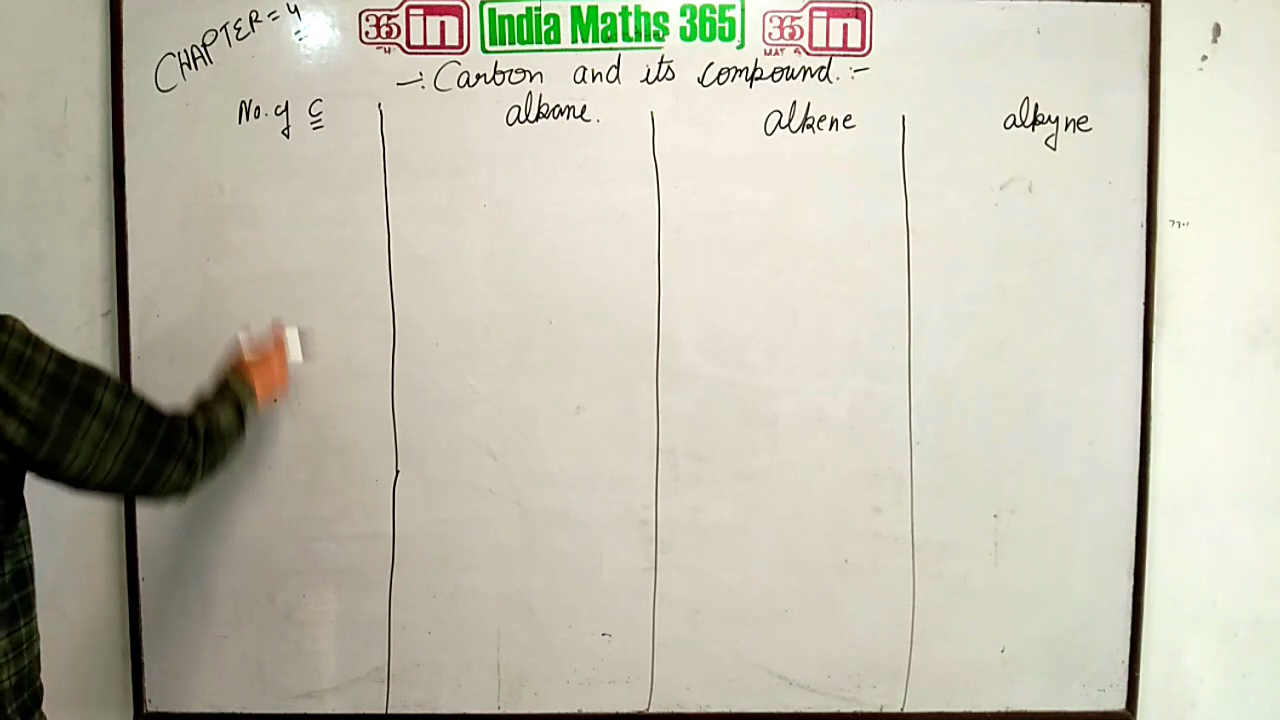 CHAPTER = 4
365 in India Maths 365 365 in
-: Carbon and its compound. :-
No. of C alkane. alkene alkyne